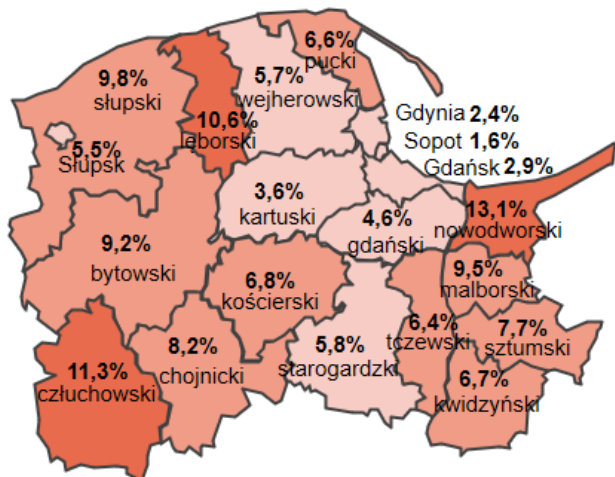 6,6%
pucki
9,8%
słupski
5,7%
wejherowski
10,6%
lęborski
Gdynia 2,4%
Sopot 1,6%
Gdańsk 2,9%
5,5%
Słupsk
3,6%
kartuski
4,6%
gdański
13,1%
nowodworski
9,2%
bytowski
6,8%
kościerski
9,5%
malborski
6,4%
tczewski
7,7%
sztumski
8,2%
chojnicki
5,8%
starogardzki
11,3%
człuchowski
6,7%
kwidzyński